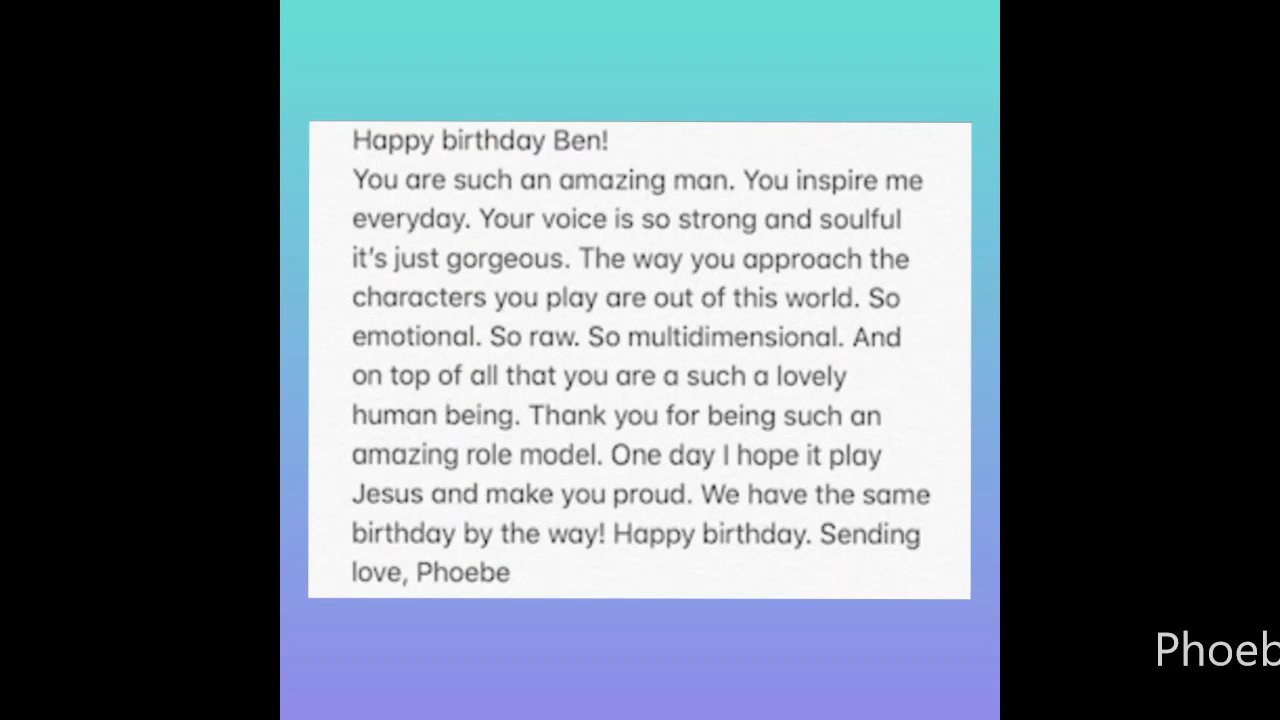 Happy birthday Ben!
You are such an amazing man. You inspire me
everyday. Your voice is so strong and soulful
it's just gorgeous. The way you approach the
characters you play are out of this world. So
emotional. So raw. So multidimensional. And
on top of all that you are a such a lovely
human being. Thank you for being such an
amazing role model. One day I hope it play
Jesus and make you proud. We have the same
birthday by the way! Happy birthday. Sending
love, Phoebe
Phoeb